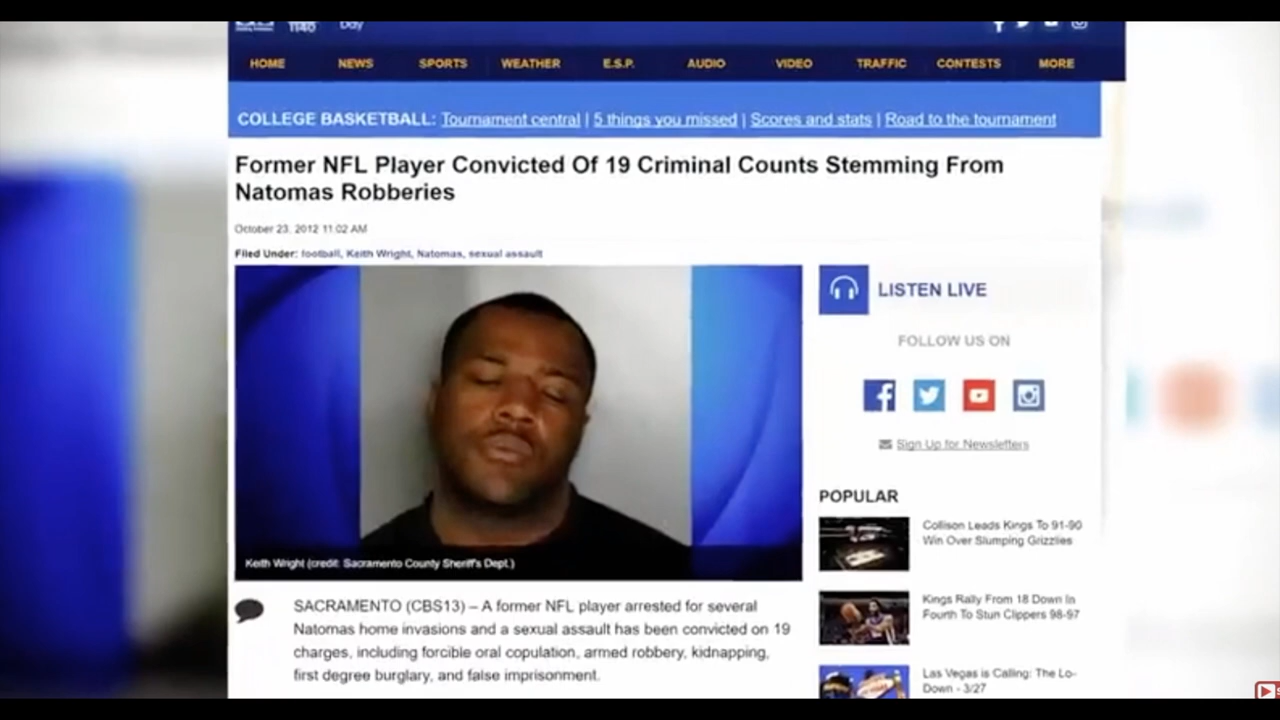 1140
Day
HOME NEWS SPORTS WEATHER E.S.P. AUDIO VIDEO TRAFFIC CONTESTS MORE
COLLEGE BASKETBALL: Tournament central | 5 things you missed | Scores and stats | Road to the tournament
Former NFL Player Convicted Of 19 Criminal Counts Stemming From
Natomas Robberies
October 23, 2012 11:02 AM
Filed Under: football, Keith Wright, Natomas, sexual assault
Keith Wright (credit: Sacramento County Sheriff's Dept.)
SACRAMENTO (CBS13) – A former NFL player arrested for several
Natomas home invasions and a sexual assault has been convicted on 19
charges, including forcible oral copulation, armed robbery, kidnapping,
first degree burglary, and false imprisonment.
LISTEN LIVE
FOLLOW US ON
Sign Up for Newsletters
POPULAR
Collison Leads Kings To 91-90
Win Over Slumping Grizzlies
Kings Rally From 18 Down In
Fourth To Stun Clippers 98-97
Las Vegas is Calling: The Lo-
Down - 3/27